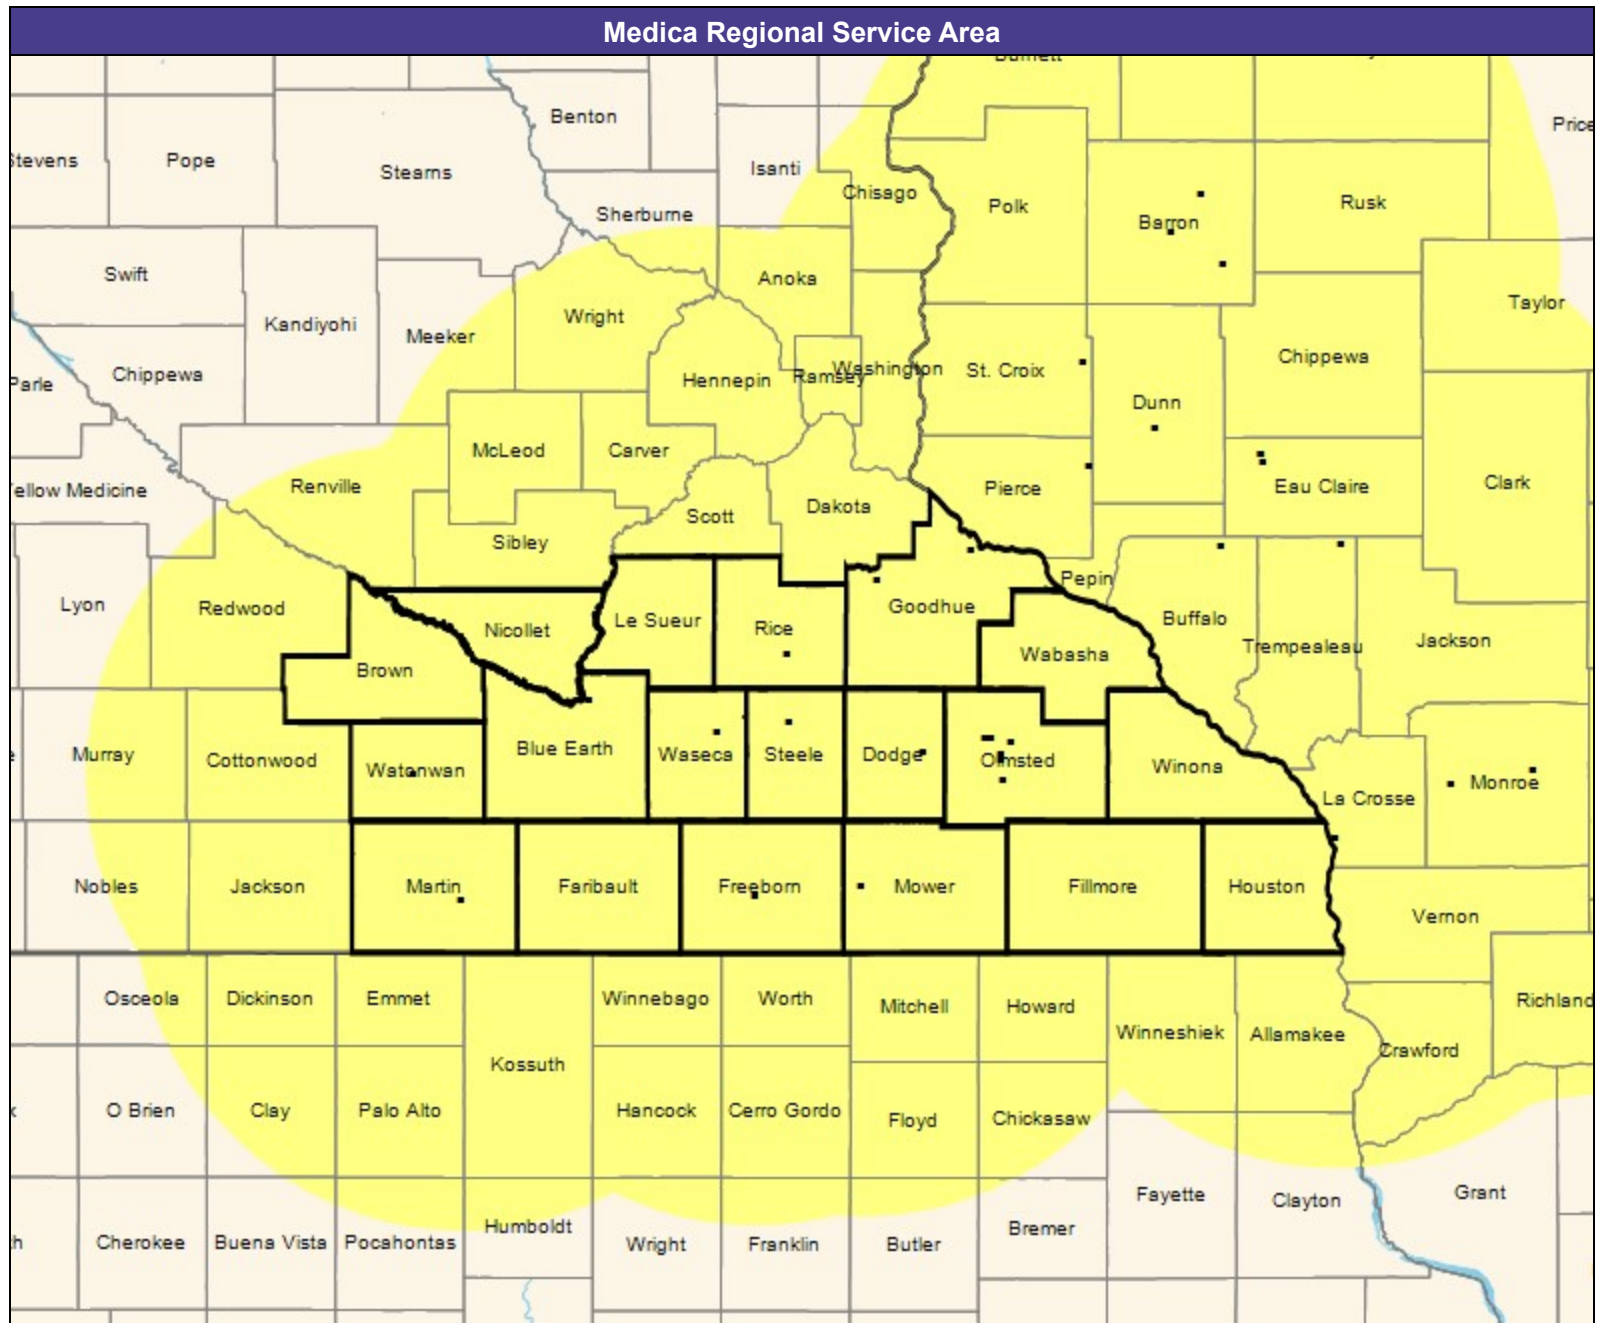 Medica Regional Service Area
Benton
Price
Stevens
Pope
Stearns
Isanti
Chisago
Polk
Barron
Rusk
Sherburne
Swift
Anoka
Taylor
Kandiyohi
Wright
Meeker
Chippewa
Chippewa
Parle
Hennepin
Ramsey
Washington
St. Croix
Dunn
McLeod
Carver
Renville
ellow Medicine
Pierce
Eau Claire
Clark
Scott
Dakota
Sibley
Pepin
Lyon
Redwood
Nicollet
Le Sueur
Rice
Goodhue
Buffalo
Trempealeau
Jackson
Brown
Wabasha
Murray
Cottonwood
Watonwan
Blue Earth
Waseca
Steele
Dodge
Olmsted
Winona
La Crosse
Monroe
Nobles
Jackson
Martin
Faribault
Freeborn
Mower
Fillmore
Houston
Vernon
Osceola
Dickinson
Emmet
Winnebago
Worth
Mitchell
Howard
Winneshiek
Allamakee
Crawford
Richland
Kossuth
O Brien
Clay
Palo Alto
Hancock
Cerro Gordo
Floyd
Chickasaw
Cherokee
Buena Vista
Pocahontas
Humboldt
Wright
Franklin
Butler
Bremer
Fayette
Clayton
Grant